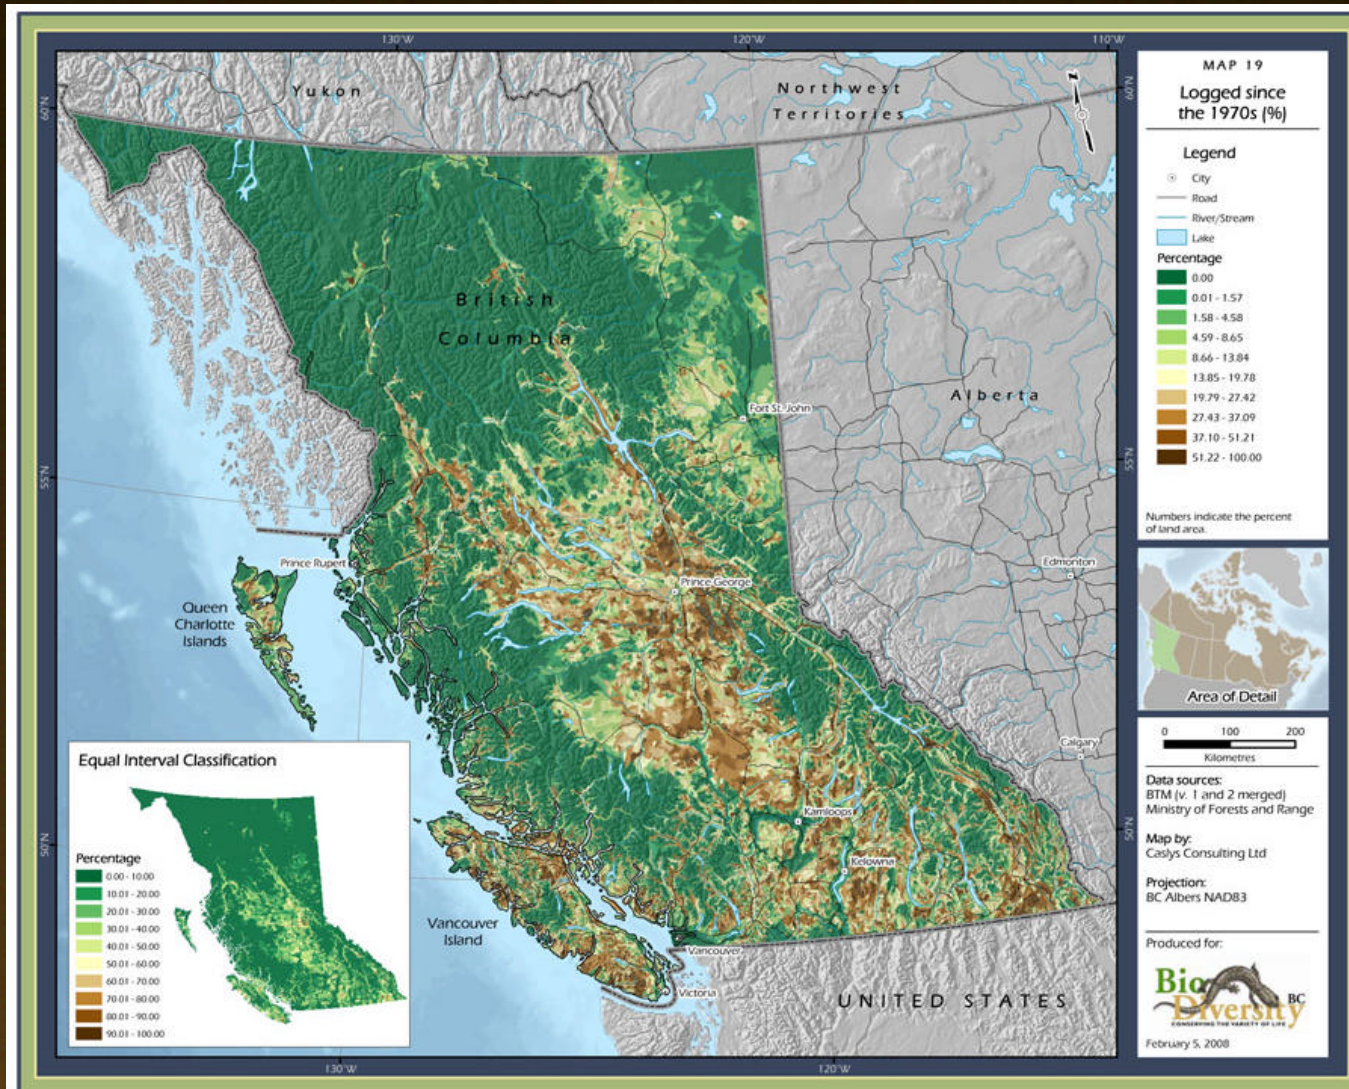 130°W
120°W
110°W
60°N
60°N
55°N
55°N
50°N
50°N
130°W
120°W
Yukon
Northwest
Territories
British
Columbia
Alberta
Fort St. John
Prince Rupert
Prince George
Edmonton
Queen
Charlotte
Islands
Calgary
Kamloops
Kelowna
Vancouver
Island
Vancouver
Victoria
UNITED STATES
Equal Interval Classification
Percentage
0.00 - 10.00
10.01 - 20.00
20.01 - 30.00
30.01 - 40.00
40.01 - 50.00
50.01 - 60.00
60.01 - 70.00
70.01 - 80.00
80.01 - 90.00
90.01 - 100.00
MAP 19
Logged since
the 1970s (%)
Legend
City
Road
River/Stream
Lake
Percentage
0.00
0.01 - 1.57
1.58 - 4.58
4.59 - 8.65
8.66 - 13.84
13.85 - 19.78
19.79 - 27.42
27.43 - 37.09
37.10 - 51.21
51.22 - 100.00
Numbers indicate the percent
of land area.
Area of Detail
0 100 200
Kilometres
Data sources:
BTM (v. 1 and 2 merged)
Ministry of Forests and Range
Map by:
Caslys Consulting Ltd
Projection:
BC Albers NAD83
Produced for:
Bio
Diversity BC
CONSERVING THE VARIETY OF LIFE
February 5, 2008